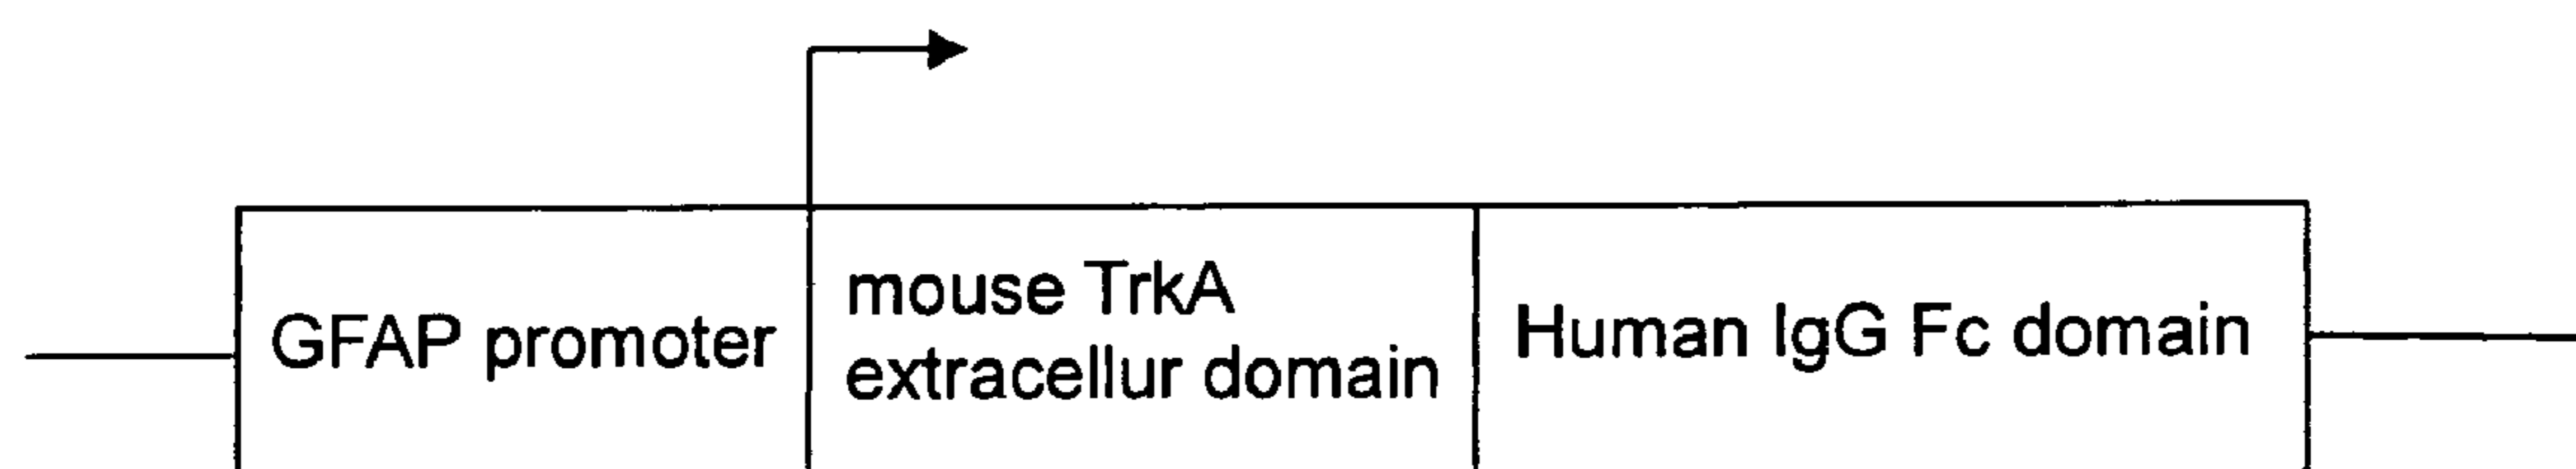 GFAP promoter
mouse TrkA
extracellur domain
Human IgG Fc domain